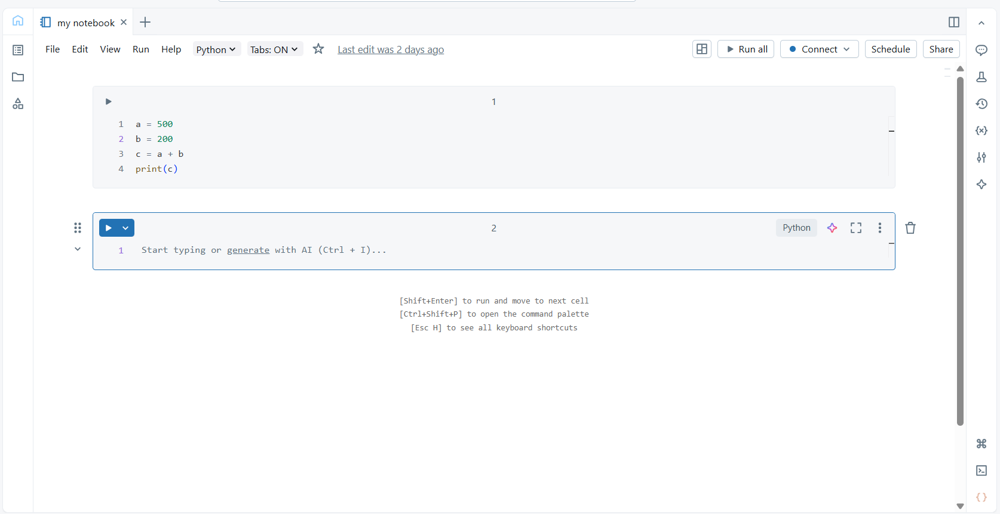 my notebook
File Edit View Run Help Python Tabs: ON Last edit was 2 days ago Run all Connect Schedule Share
1
1 a = 500
2 b = 200
3 c = a + b
4 print(c)
2 Python
1 Start typing or generate with AI (Ctrl + I)...
[Shift+Enter] to run and move to next cell
[Ctrl+Shift+P] to open the command palette
[Esc H] to see all keyboard shortcuts